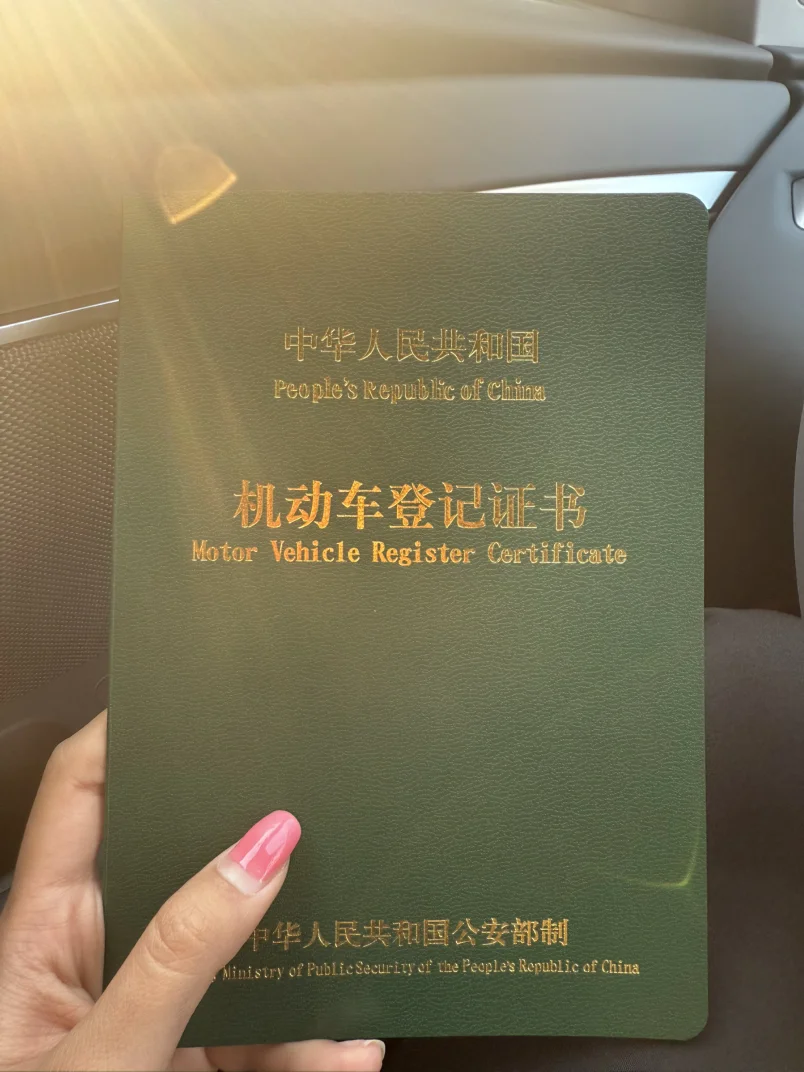 中华人民共和国
People's Republic of China
机动车登记证书
Motor Vehicle Register Certificate
中华人民共和国公安部制
Ministry of Public Security of the People's Republic of China